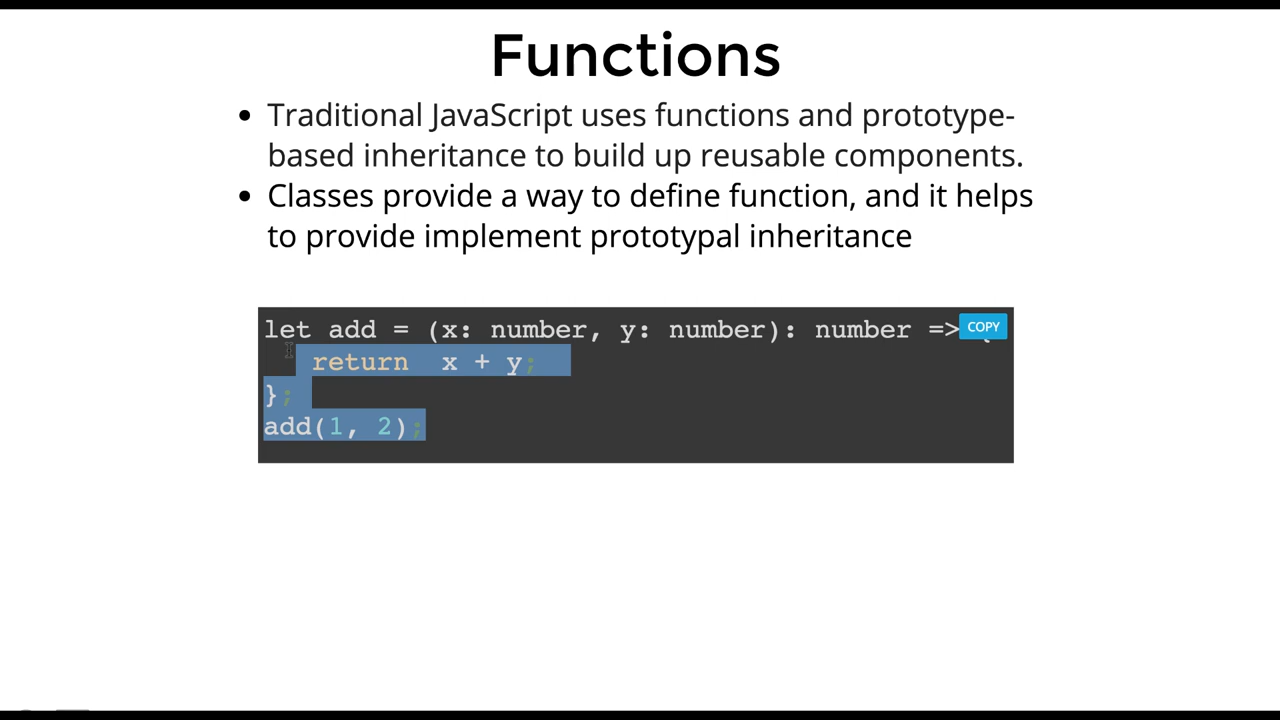 Functions
• Traditional JavaScript uses functions and prototype-
based inheritance to build up reusable components.
• Classes provide a way to define function, and it helps
to provide implement prototypal inheritance
let add = (x: number, y: number): number => {
COPY
return  x + y;
};
add(1, 2);